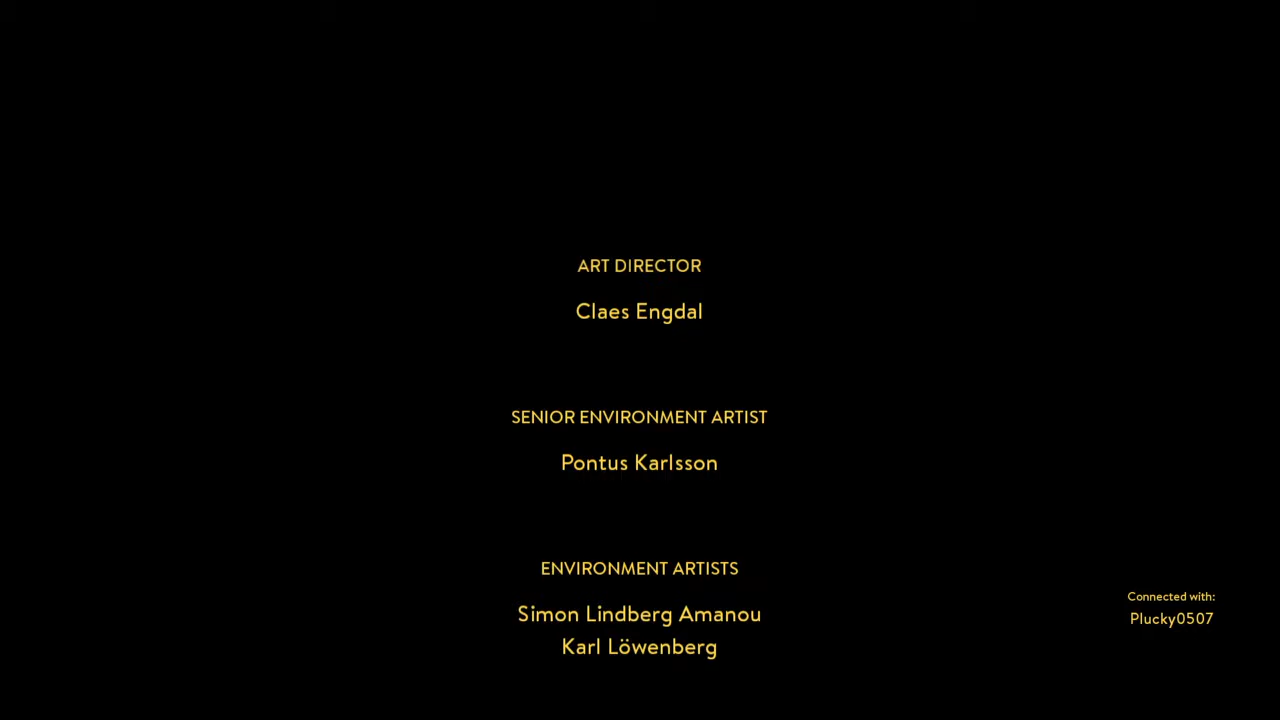 ART DIRECTOR
Claes Engdal
SENIOR ENVIRONMENT ARTIST
Pontus Karlsson
ENVIRONMENT ARTISTS
Simon Lindberg Amanou
Karl Löwenberg
Connected with:
Plucky0507